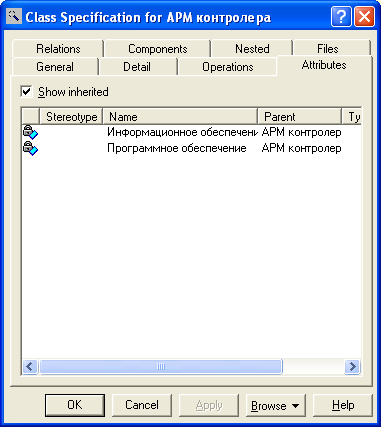 Class Specification for АРМ контролера
Relations Components Nested Files
General Detail Operations Attributes
Show inherited
Stereotype Name Parent Ty
Информационное обеспечени АРМ контролер
Программное обеспечение АРМ контролер
OK Cancel Apply Browse Help